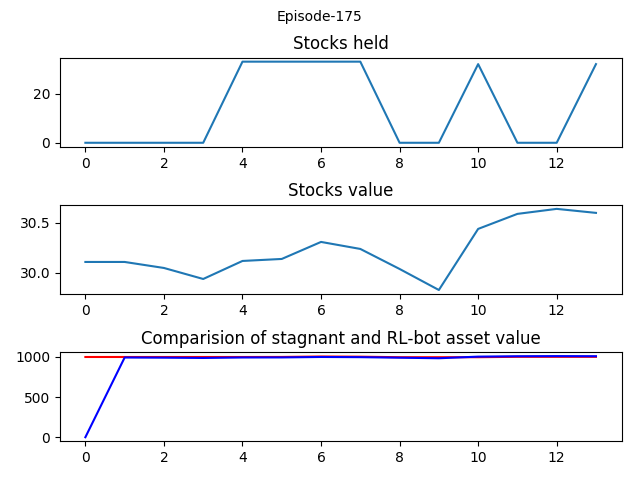 Episode-175
Stocks held
20
0
0 2 4 6 8 10 12
Stocks value
30.5
30.0
0 2 4 6 8 10 12
Comparision of stagnant and RL-bot asset value
1000
500
0
0 2 4 6 8 10 12